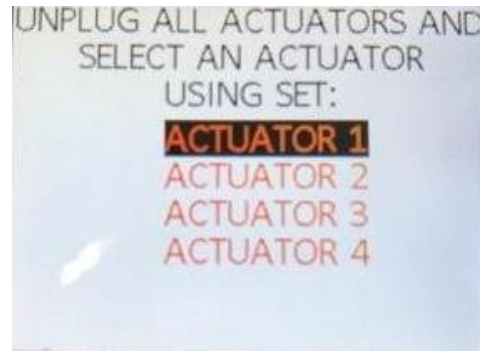 UNPLUG ALL ACTUATORS AND
SELECT AN ACTUATOR
USING SET:
ACTUATOR 1
ACTUATOR 2
ACTUATOR 3
ACTUATOR 4